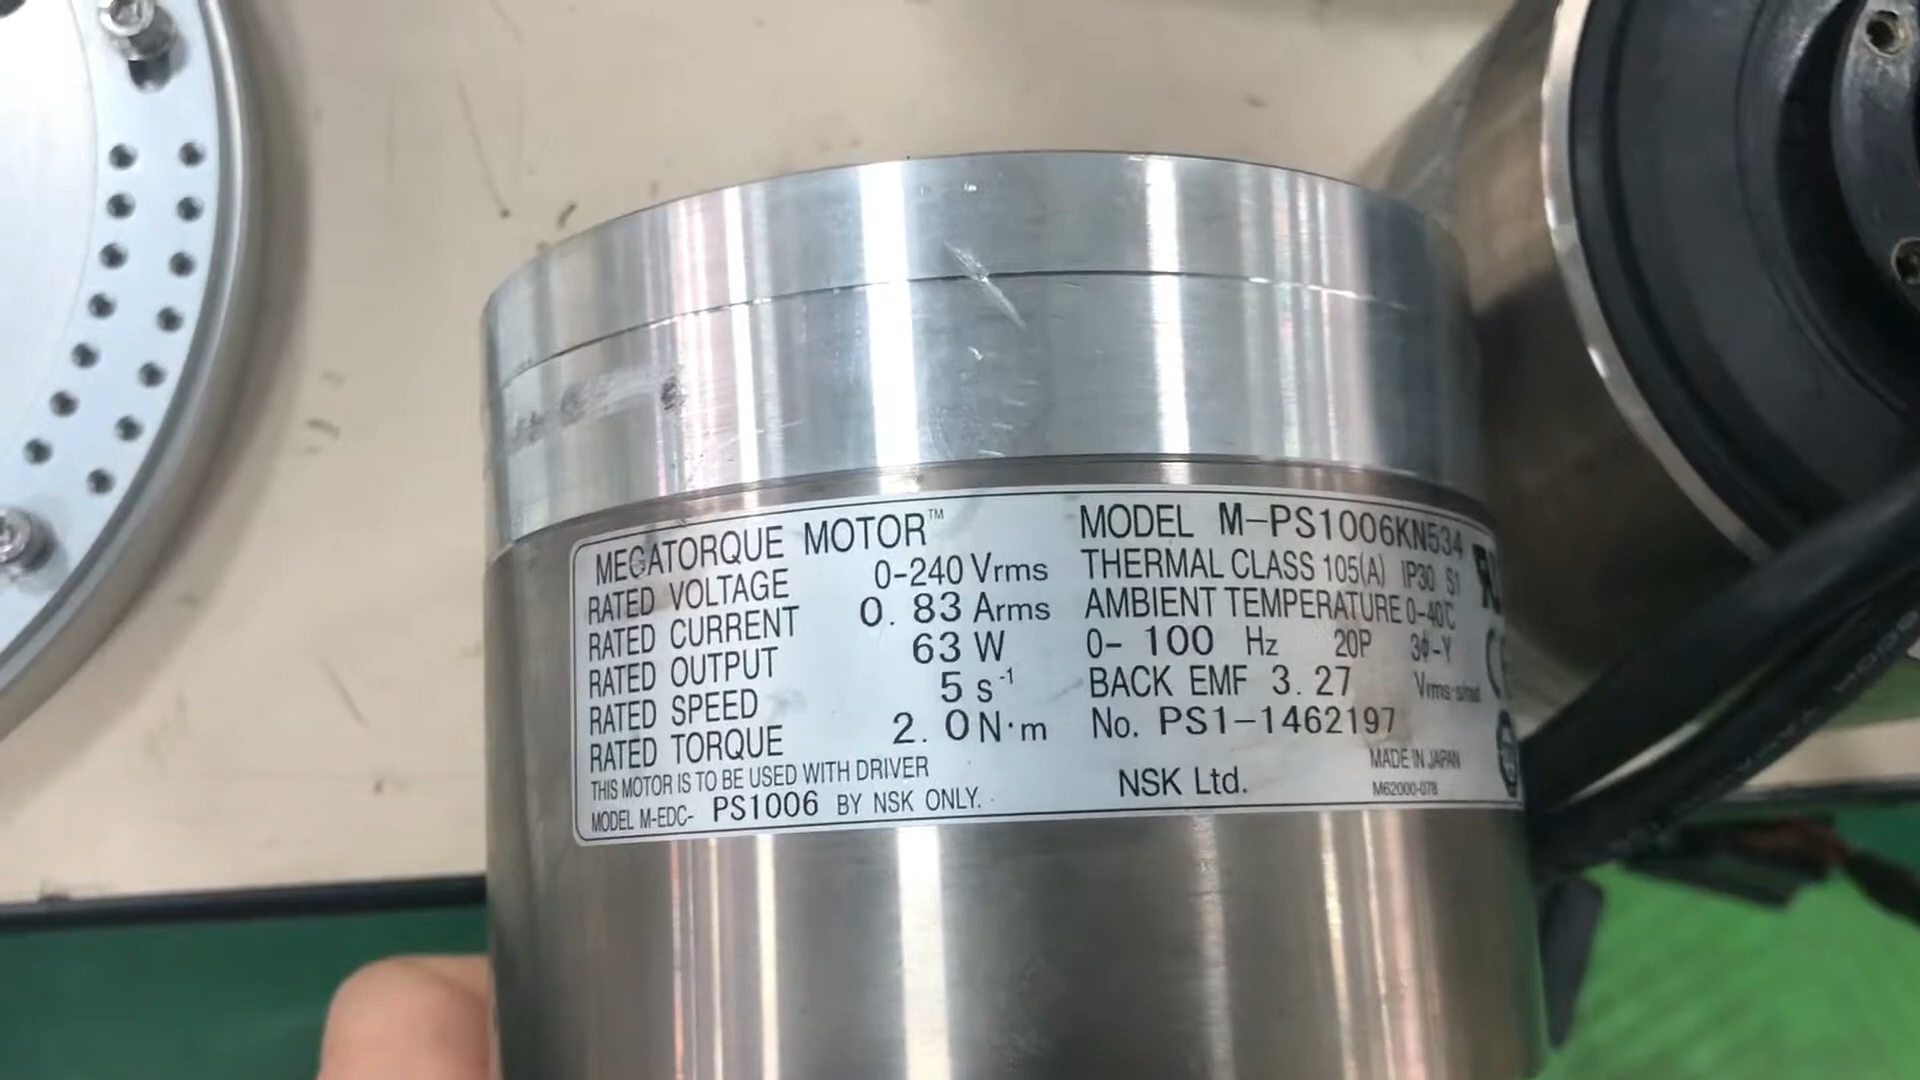 MEGATORQUE MOTOR™
RATED VOLTAGE 0-240 Vrms
RATED CURRENT 0.83 Arms
RATED OUTPUT 63 W
RATED SPEED 5 s⁻¹
RATED TORQUE 2.0 N·m
THIS MOTOR IS TO BE USED WITH DRIVER
MODEL M-EDC- PS1006 BY NSK ONLY.
MODEL M-PS1006KN534
THERMAL CLASS 105(A) IP30 S1
AMBIENT TEMPERATURE 0-40C
0- 100 Hz 20P 3ϕ-Y
BACK EMF 3.27
No. PS1-1462197
MADE IN JAPAN
NSK Ltd.
M62000-078